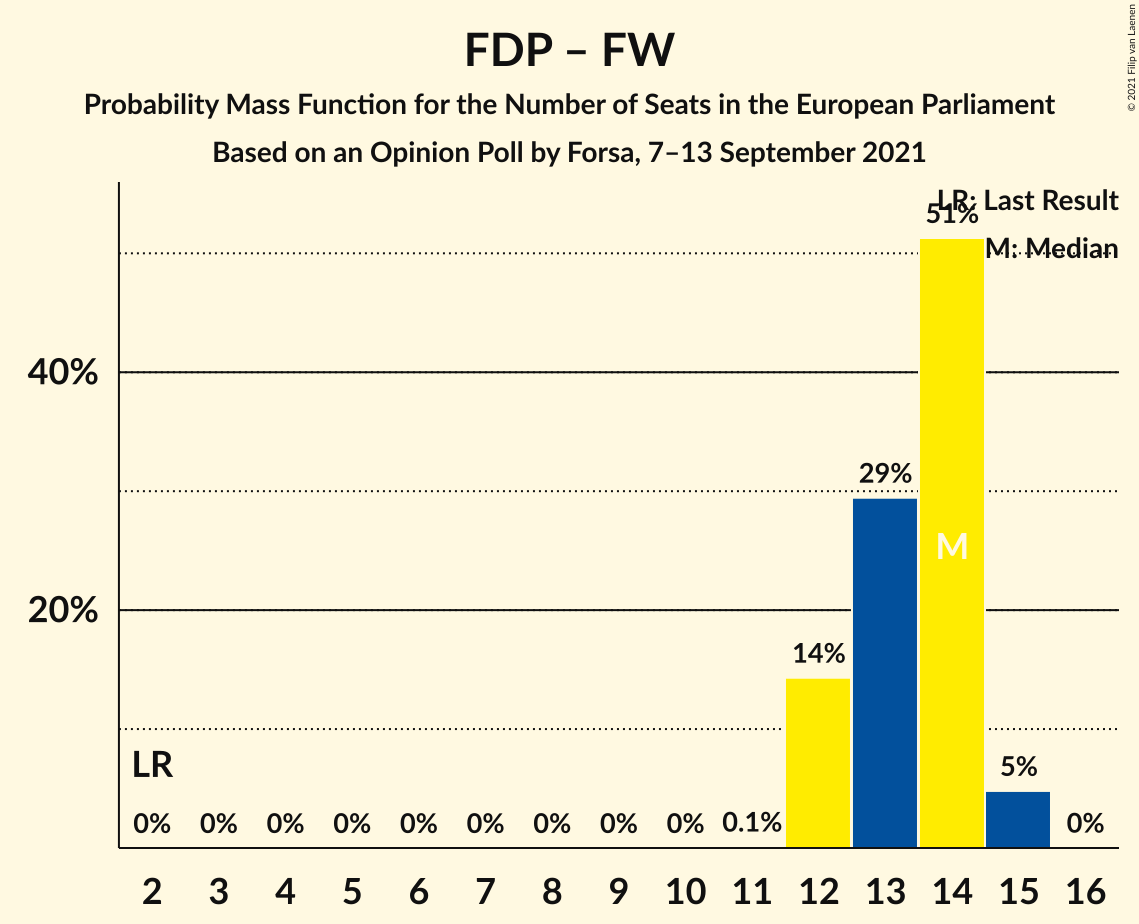 FDP – FW
Probability Mass Function for the Number of Seats in the European Parliament
Based on an Opinion Poll by Forsa, 7–13 September 2021
© 2021 Filip van Laenen
LR: Last Result
M: Median
51%
40%
29%
M
20%
14%
LR
5%
0% 0% 0% 0% 0% 0% 0% 0% 0% 0.1% 0%
2 3 4 5 6 7 8 9 10 11 12 13 14 15 16